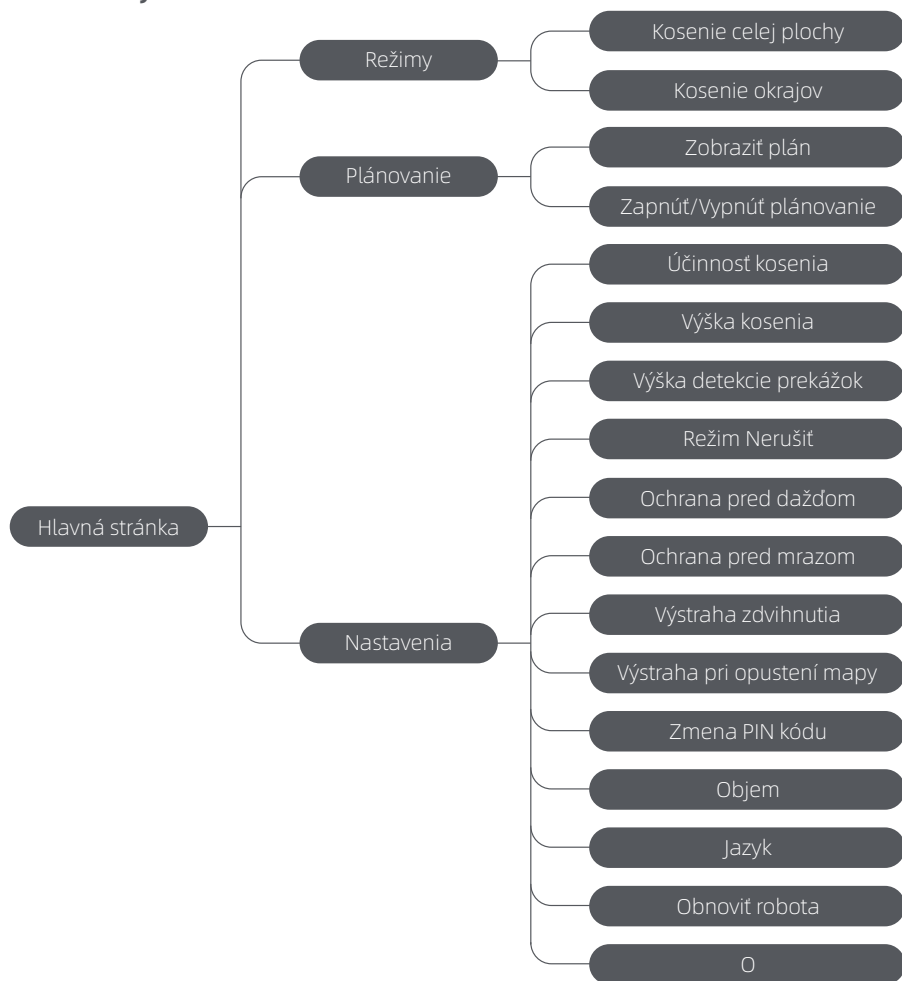 Kosenie celej plochy
Režimy
Kosenie okrajov
Zobraziť plán
Plánovanie
Zapnúť/Vypnúť plánovanie
Účinnosť kosenia
Výška kosenia
Výška detekcie prekážok
Režim Nerušiť
Ochrana pred dažďom
Hlavná stránka
Ochrana pred mrazom
Výstraha zdvihnutia
Nastavenia
Výstraha pri opustení mapy
Zmena PIN kódu
Objem
Jazyk
Obnoviť robota
O